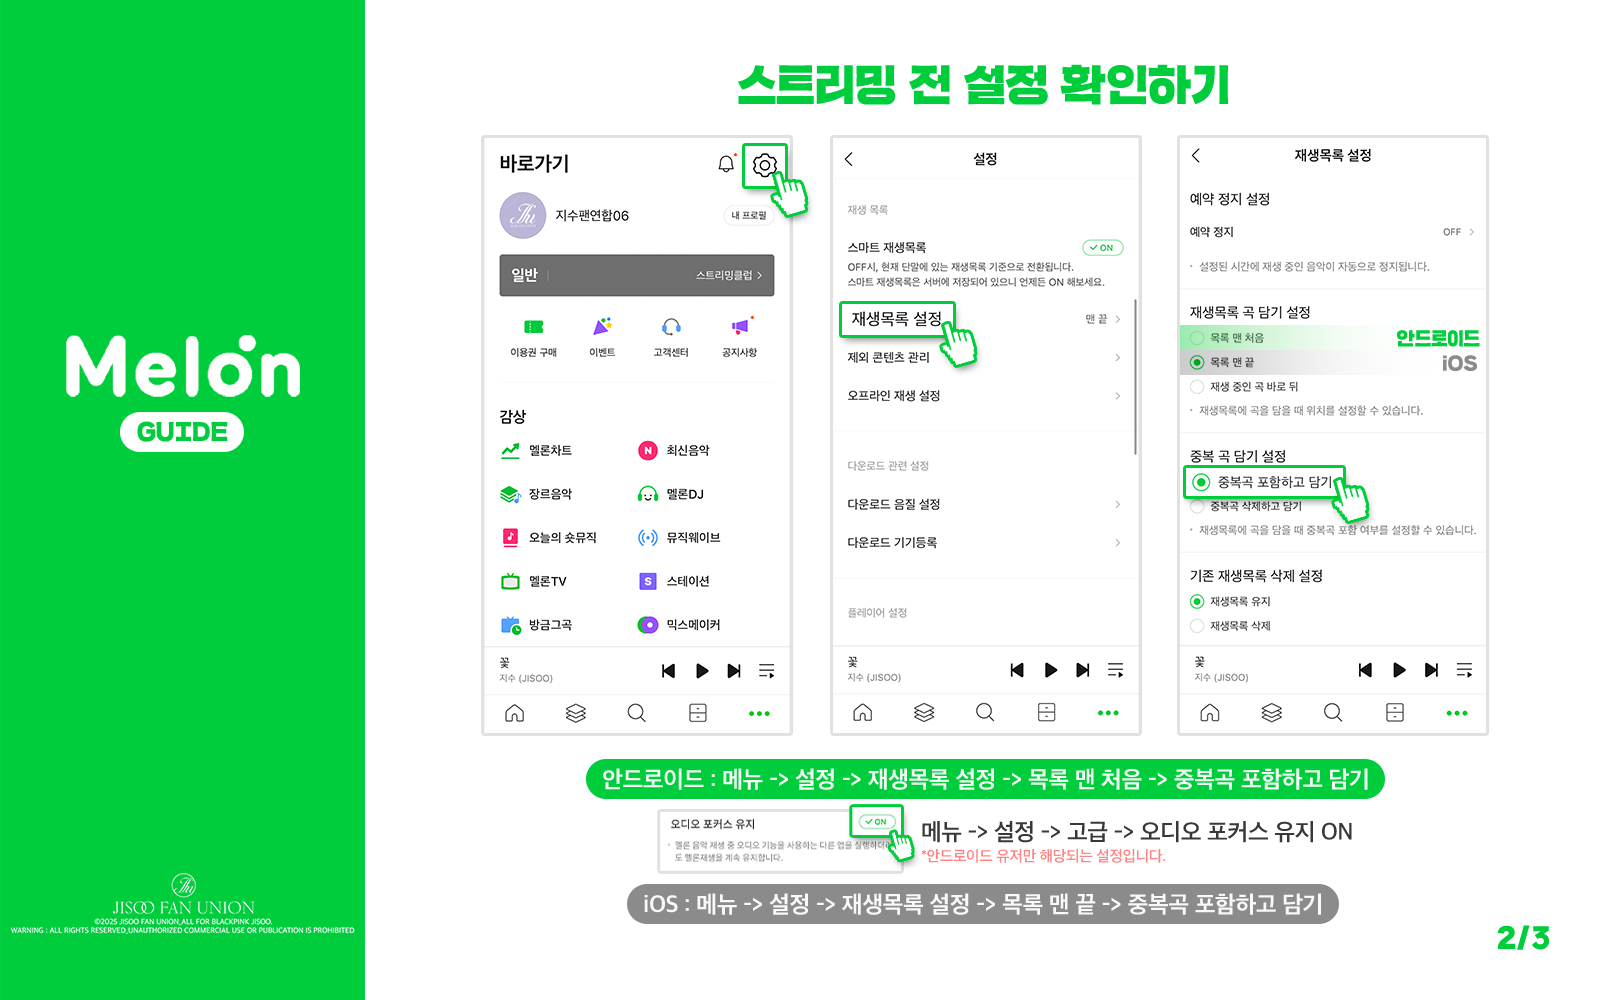 Melon
GUIDE
JISOO FAN UNION
©2025 JISOO FAN UNION,ALL FOR BLACKPINK JISOO.
WARNING : ALL RIGHTS RESERVED,UNAUTHORIZED COMMERCIAL USE OR PUBLICATION IS PROHIBITED
스트리밍 전 설정 확인하기
바로가기
지수팬연합06
내 프로필
일반
스트리밍클럽 >
이용권 구매
이벤트
고객센터
공지사항
감상
멜론차트
N 최신음악
장르음악
멜론DJ
오늘의 숏뮤직
뮤직웨이브
멜론TV
S 스테이션
방금그곡
믹스메이커
꽃
지수 (JISOO)
설정
재생 목록
스마트 재생목록
ON
OFF시, 현재 단말에 있는 재생목록 기준으로 전환됩니다.
스마트 재생목록은 서버에 저장되어 있으니 언제든 ON 해보세요.
재생목록 설정
맨 끝 >
제외 콘텐츠 관리
오프라인 재생 설정
다운로드 관련 설정
다운로드 음질 설정
다운로드 기기등록
플레이어 설정
꽃
지수 (JISOO)
재생목록 설정
예약 정지 설정
예약 정지
OFF >
· 설정된 시간에 재생 중인 음악이 자동으로 정지됩니다.
재생목록 곡 담기 설정
목록 맨 처음
안드로이드
목록 맨 끝
iOS
재생 중인 곡 바로 뒤
· 재생목록에 곡을 담을 때 위치를 설정할 수 있습니다.
중복 곡 담기 설정
중복곡 포함하고 담기
중복곡 삭제하고 담기
· 재생목록에 곡을 담을 때 중복곡 포함 여부를 설정할 수 있습니다.
기존 재생목록 삭제 설정
재생목록 유지
재생목록 삭제
꽃
지수 (JISOO)
안드로이드 : 메뉴 -> 설정 -> 재생목록 설정 -> 목록 맨 처음 -> 중복곡 포함하고 담기
오디오 포커스 유지
ON
· 멜론 음악 재생 중 오디오 기능을 사용하는 다른 앱을 실행하더라
도 멜론재생을 계속 유지합니다.
메뉴 -> 설정 -> 고급 -> 오디오 포커스 유지 ON
*안드로이드 유저만 해당되는 설정입니다.
iOS : 메뉴 -> 설정 -> 재생목록 설정 -> 목록 맨 끝 -> 중복곡 포함하고 담기
2/3